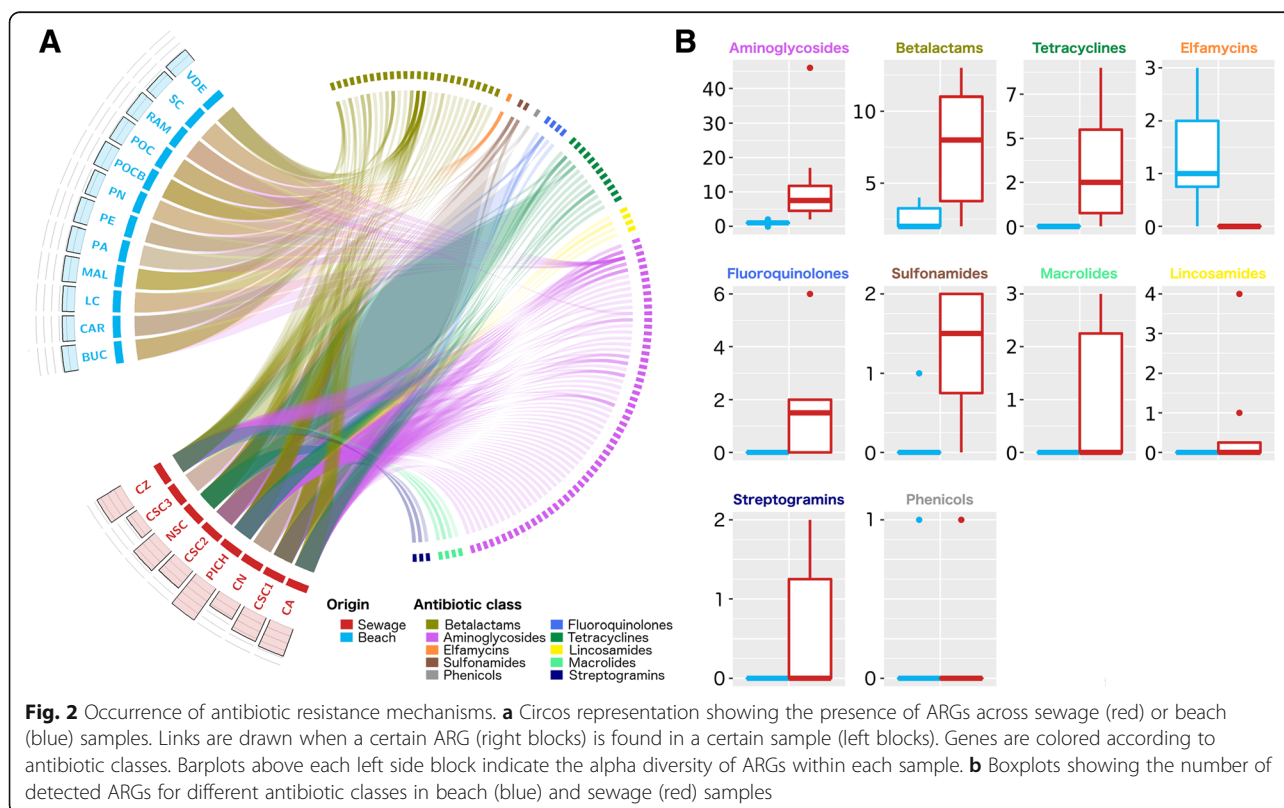 A
VDE
SC
RAM
POC
POCB
PN
PE
PA
MAL
LC
CAR
BUC
CZ
CSC3
NSC
CSC2
PICH
CN
CSC1
CA
Origin
Sewage
Beach
Antibiotic class
Betalactams
Aminoglycosides
Elfamycins
Sulfonamides
Phenicols
Fluoroquinolones
Tetracyclines
Lincosamides
Macrolides
Streptogramins
B
Aminoglycosides
40
30
20
10
0
Betalactams
10
5
Tetracyclines
7
5
2
0
Elfamycins
3
2
1
0
Fluoroquinolones
6
4
2
0
Sulfonamides
2
1
0
Macrolides
3
2
1
0
Lincosamides
4
3
2
1
0
Streptogramins
2
1
0
Phenicols
1
0
Fig. 2 Occurrence of antibiotic resistance mechanisms. a Circos representation showing the presence of ARGs across sewage (red) or beach
(blue) samples. Links are drawn when a certain ARG (right blocks) is found in a certain sample (left blocks). Genes are colored according to
antibiotic classes. Barplots above each left side block indicate the alpha diversity of ARGs within each sample. b Boxplots showing the number of
detected ARGs for different antibiotic classes in beach (blue) and sewage (red) samples